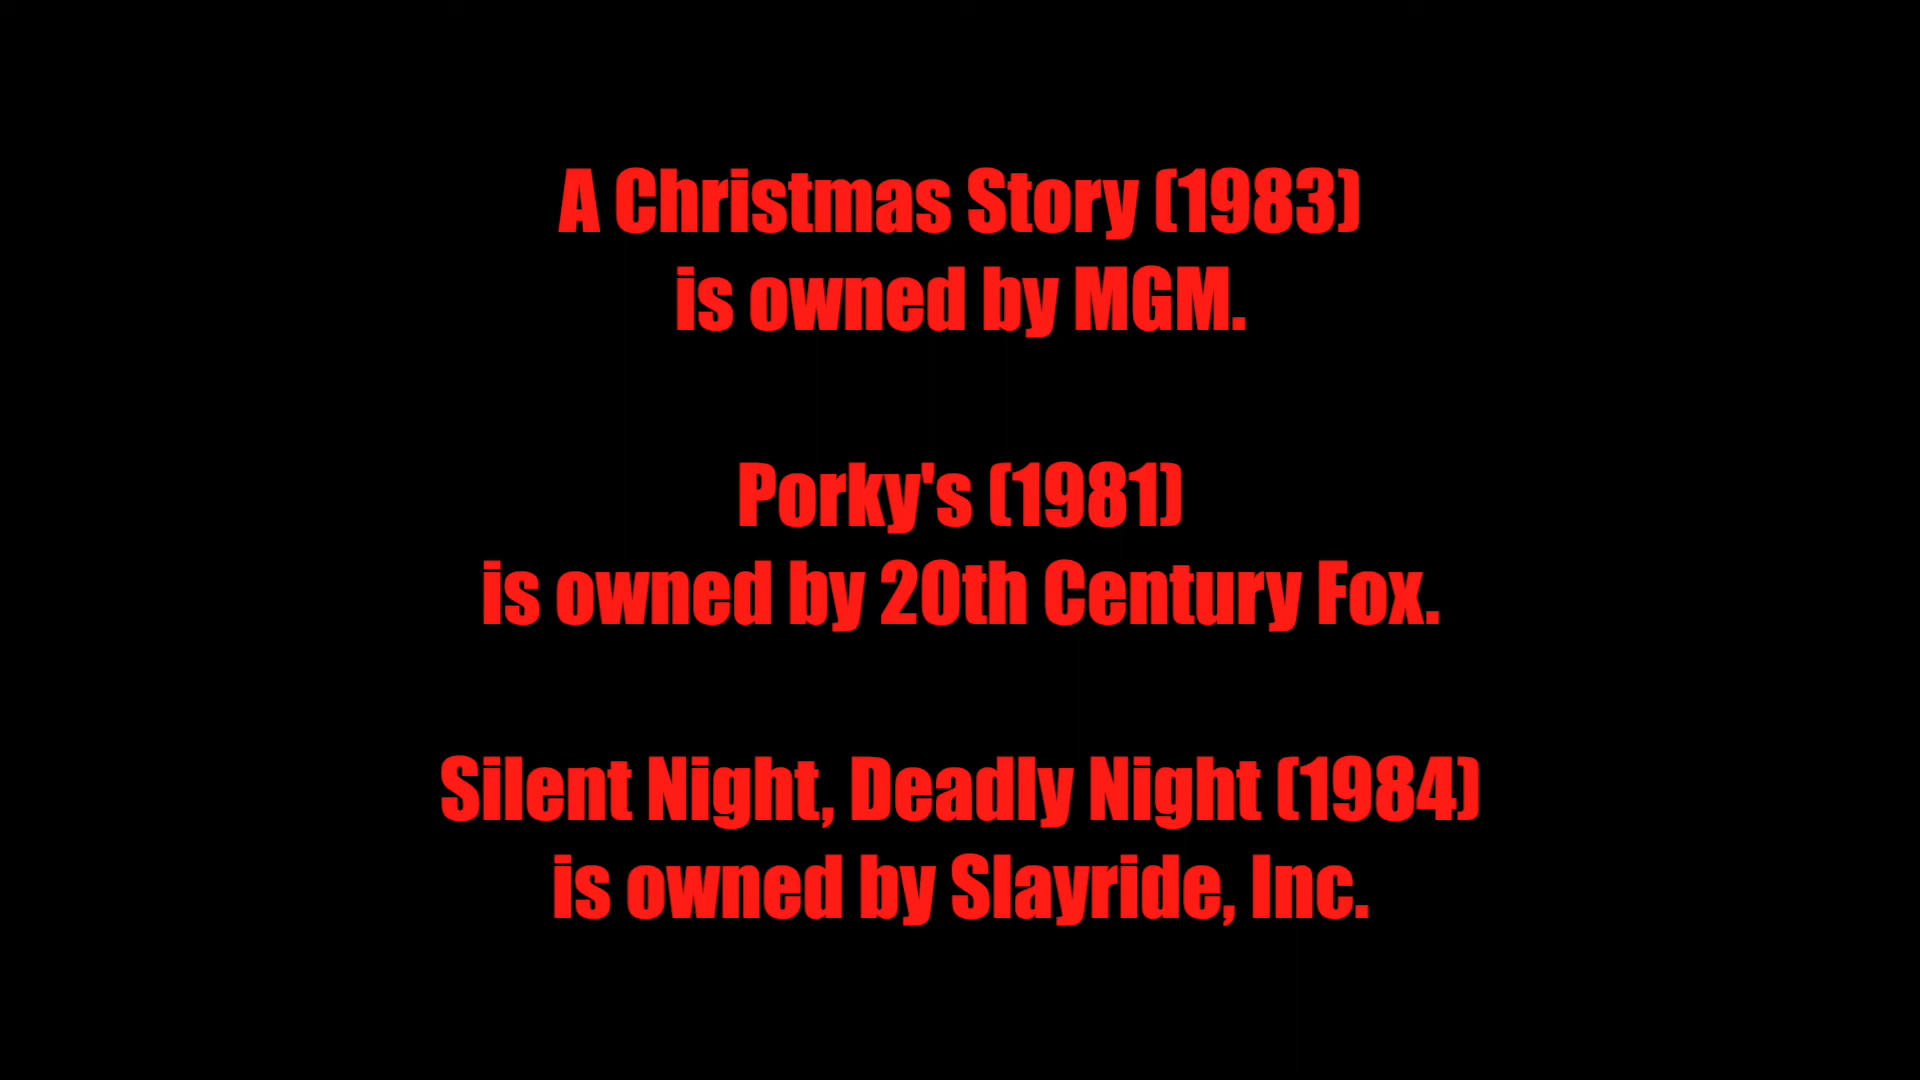 A Christmas Story (1983)
is owned by MGM.
Porky's (1981)
is owned by 20th Century Fox.
Silent Night, Deadly Night (1984)
is owned by Slayride, Inc.